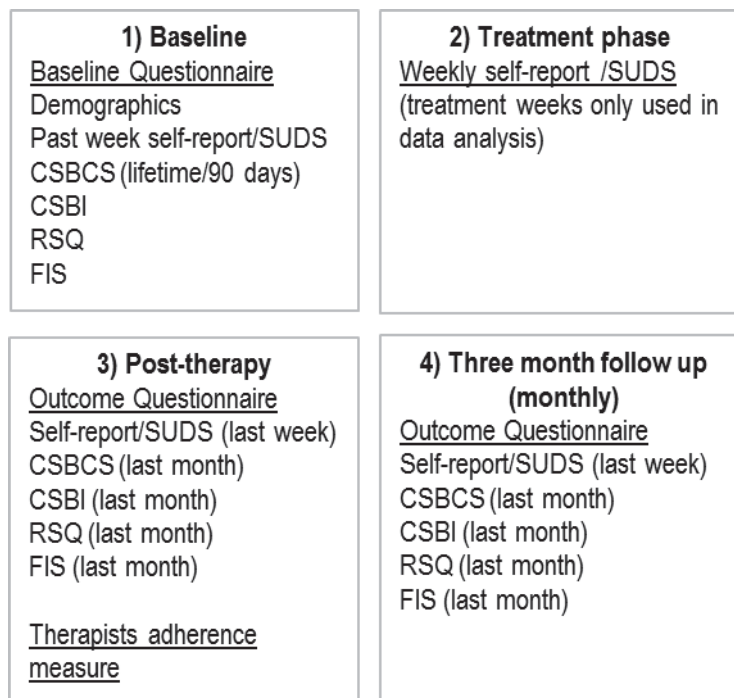 1) Baseline
Baseline Questionnaire
Demographics
Past week self-report/SUDS
CSBCS (lifetime/90 days)
CSBI
RSQ
FIS
2) Treatment phase
Weekly self-report /SUDS
(treatment weeks only used in
data analysis)
3) Post-therapy
Outcome Questionnaire
Self-report/SUDS (last week)
CSBCS (last month)
CSBI (last month)
RSQ (last month)
FIS (last month)
Therapists adherence
measure
4) Three month follow up
(monthly)
Outcome Questionnaire
Self-report/SUDS (last week)
CSBCS (last month)
CSBI (last month)
RSQ (last month)
FIS (last month)